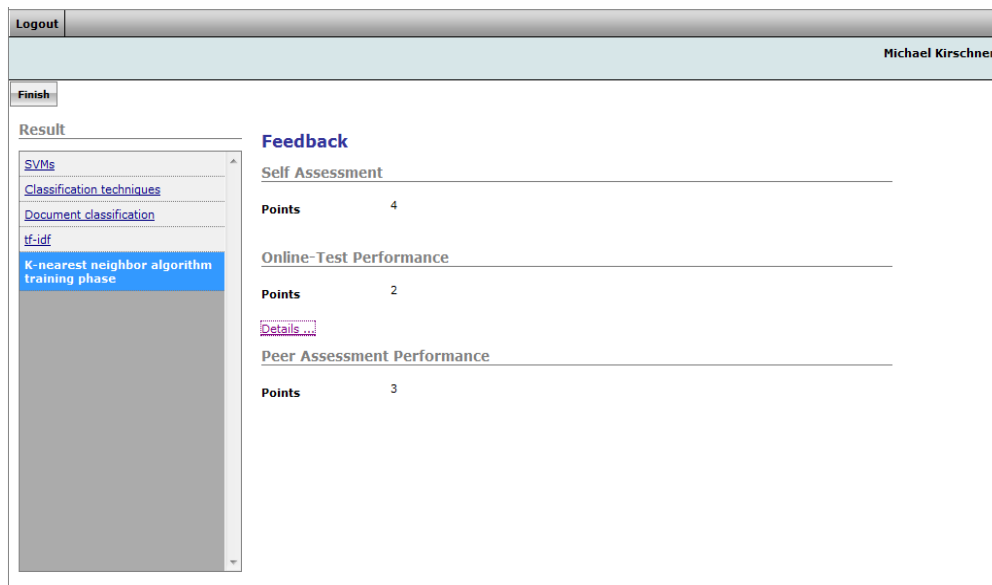 Logout
Michael Kirschner
Finish
Result
SVMs
Classification techniques
Document classification
tf-idf
K-nearest neighbor algorithm
training phase
Feedback
Self Assessment
Points 4
Online-Test Performance
Points 2
Details ...
Peer Assessment Performance
Points 3